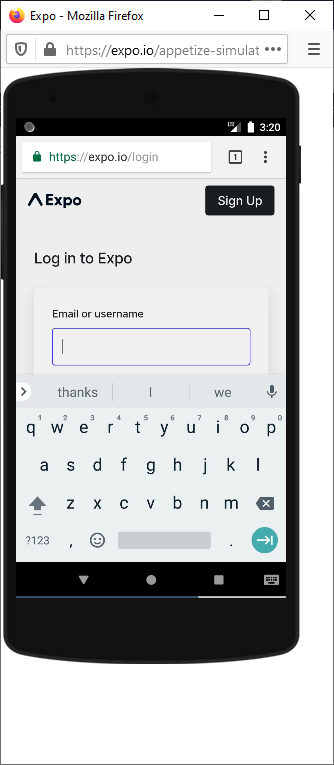 Expo - Mozilla Firefox
https://expo.io/appetize-simulat •••
LTE 3:20
https://expo.io/login 1
Expo
Sign Up
Log in to Expo
Email or username
thanks I we
1 2 3 4 5 6 7 8 9 0
q w e r t y u i o p
a s d f g h j k l
z x c v b n m
?123 , .